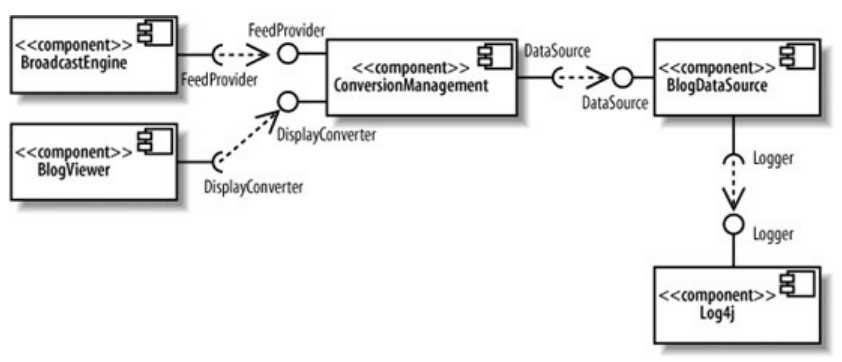 <<component>>
BroadcastEngine
FeedProvider
FeedProvider
<<component>>
ConversionManagement
DataSource
DataSource
<<component>>
BlogDataSource
<<component>>
BlogViewer
DisplayConverter
DisplayConverter
Logger
Logger
<<component>>
Log4j